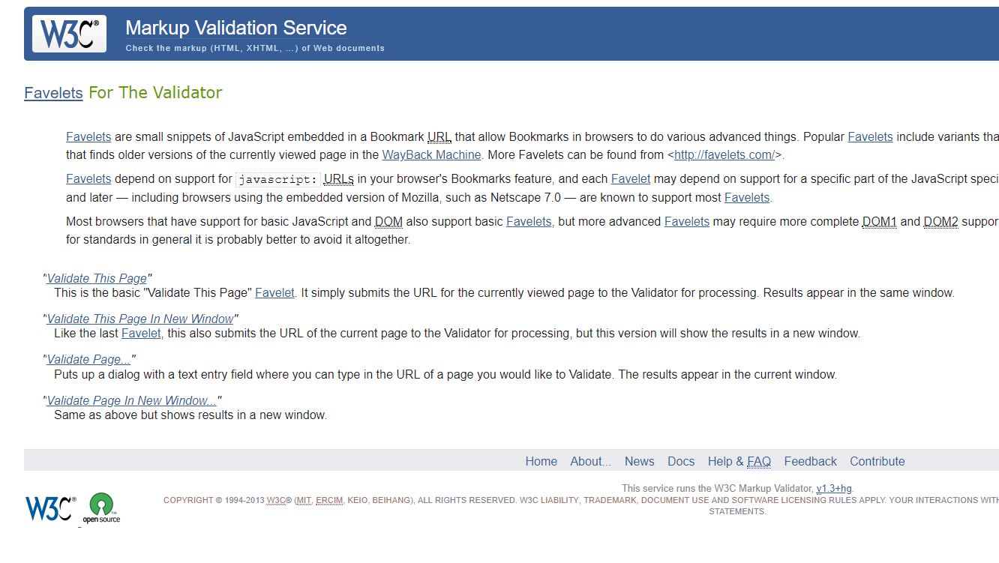 W3C®
Markup Validation Service
Check the markup (HTML, XHTML, …) of Web documents
Favelets For The Validator
Favelets are small snippets of JavaScript embedded in a Bookmark URL that allow Bookmarks in browsers to do various advanced things. Popular Favelets include variants
that finds older versions of the currently viewed page in the WayBack Machine. More Favelets can be found from <http://favelets.com/>.
Favelets depend on support for javascript: URLs in your browser's Bookmarks feature, and each Favelet may depend on support for a specific part of the JavaScript
and later — including browsers using the embedded version of Mozilla, such as Netscape 7.0 — are known to support most Favelets.
Most browsers that have support for basic JavaScript and DOM also support basic Favelets, but more advanced Favelets may require more complete DOM1 and DOM2
for standards in general it is probably better to avoid it altogether.
"Validate This Page"
This is the basic "Validate This Page" Favelet. It simply submits the URL for the currently viewed page to the Validator for processing. Results appear in the same window.
"Validate This Page In New Window"
Like the last Favelet, this also submits the URL of the current page to the Validator for processing, but this version will show the results in a new window.
"Validate Page..."
Puts up a dialog with a text entry field where you can type in the URL of a page you would like to Validate. The results appear in the current window.
"Validate Page In New Window..."
Same as above but shows results in a new window.
Home About... News Docs Help & FAQ Feedback Contribute
W3C®
open source™
This service runs the W3C Markup Validator, v1.3+hg.
COPYRIGHT © 1994-2013 W3C® (MIT, ERCIM, KEIO, BEIHANG), ALL RIGHTS RESERVED. W3C LIABILITY, TRADEMARK, DOCUMENT USE AND SOFTWARE LICENSING RULES APPLY. YOUR INTERACTIONS
STATEMENTS.